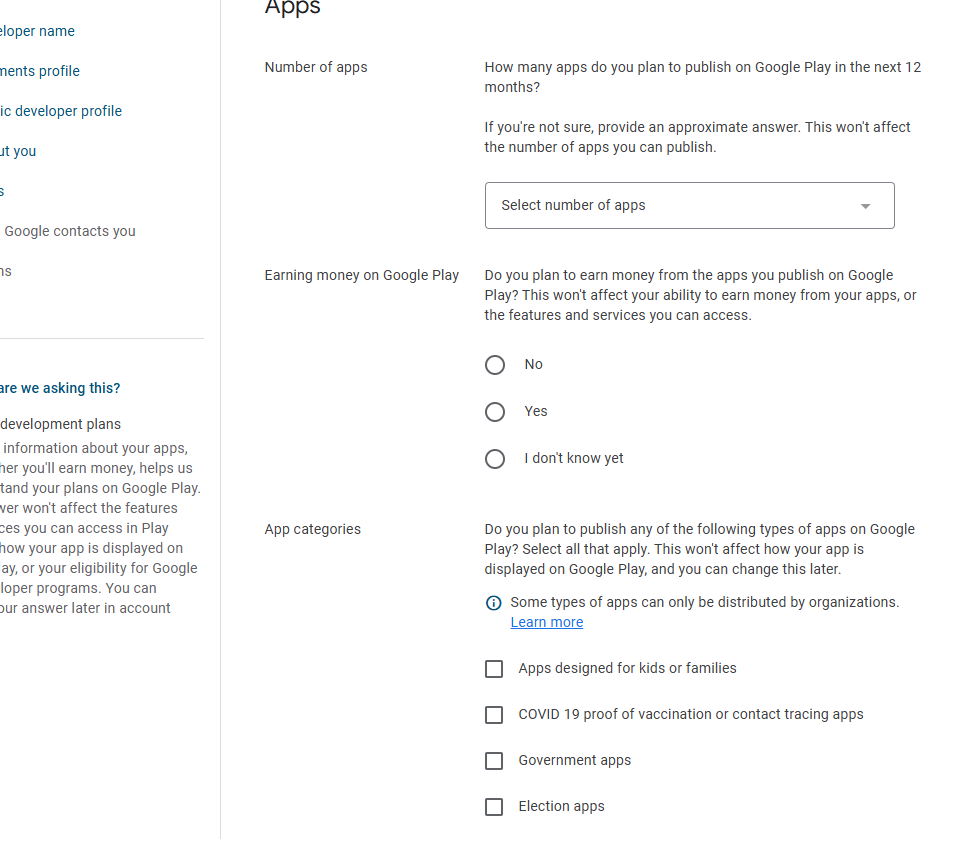 eloper name
ments profile
ic developer profile
ut you
s
Google contacts you
ns
are we asking this?
development plans
information about your apps,
her you'll earn money, helps us
tand your plans on Google Play.
wer won't affect the features
ces you can access in Play
how your app is displayed on
ay, or your eligibility for Google
loper programs. You can
our answer later in account
Apps
Number of apps
How many apps do you plan to publish on Google Play in the next 12
months?
If you're not sure, provide an approximate answer. This won't affect
the number of apps you can publish.
Select number of apps
Earning money on Google Play
Do you plan to earn money from the apps you publish on Google
Play? This won't affect your ability to earn money from your apps, or
the features and services you can access.
No
Yes
I don't know yet
App categories
Do you plan to publish any of the following types of apps on Google
Play? Select all that apply. This won't affect how your app is
displayed on Google Play, and you can change this later.
Some types of apps can only be distributed by organizations.
Learn more
Apps designed for kids or families
COVID 19 proof of vaccination or contact tracing apps
Government apps
Election apps